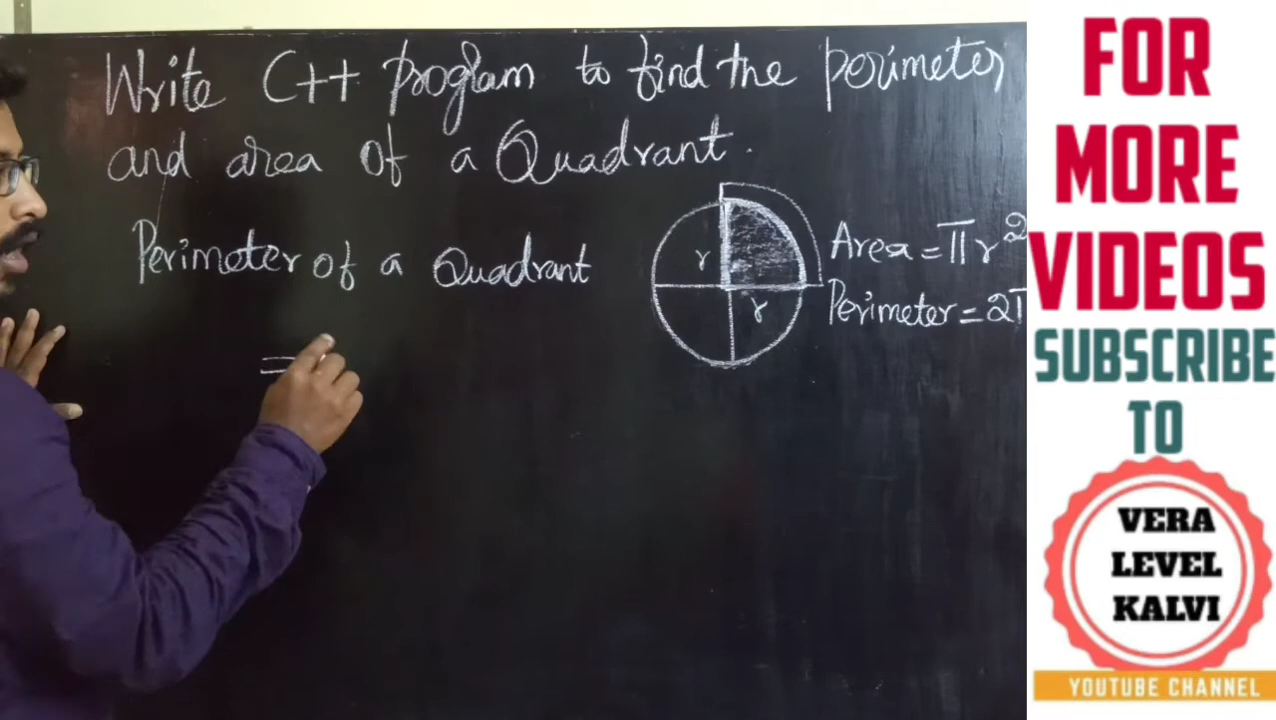 Write C++ program to find the perimeter
and area of a Quadrant.
Perimeter of a Quadrant
r
r
Area = πr2
Perimeter = 2π
=
FOR
MORE
VIDEOS
SUBSCRIBE
TO
VERA
LEVEL
KALVI
YOUTUBE CHANNEL